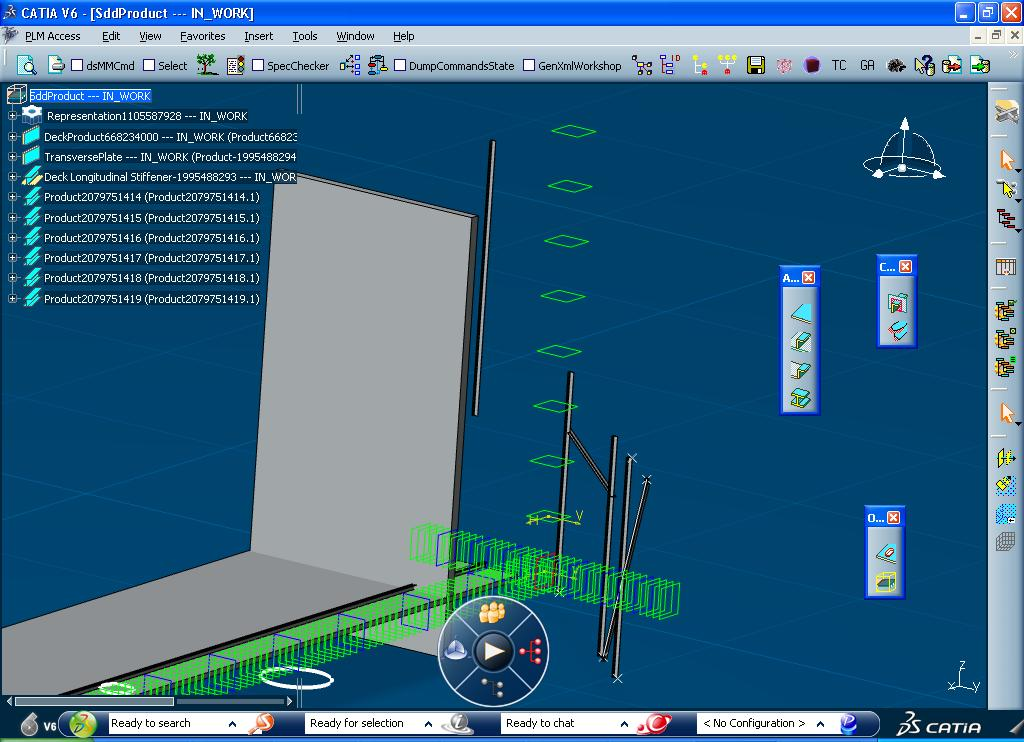 CATIA V6 - [SddProduct --- IN_WORK]
PLM Access Edit View Favorites Insert Tools Window Help
dsMMCmd Select SpecChecker DumpCommandsState GenXmlWorkshop TC GA
SddProduct --- IN_WORK
Representation1105587928 --- IN_WORK
DeckProduct668234000 --- IN_WORK (Product6682
TransversePlate --- IN_WORK (Product-1995488294
Deck Longitudinal Stiffener-1995488293 --- IN_WOR
Product2079751414 (Product2079751414.1)
Product2079751415 (Product2079751415.1)
Product2079751416 (Product2079751416.1)
Product2079751417 (Product2079751417.1)
Product2079751418 (Product2079751418.1)
Product2079751419 (Product2079751419.1)
A...
C...
O...
H V
z
x y
V6 Ready to search Ready for selection Ready to chat < No Configuration > CATIA